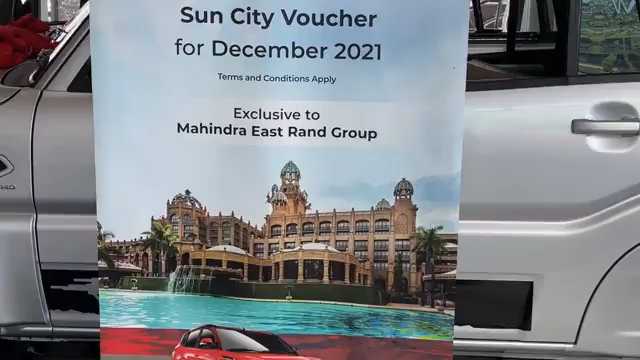 Sun City Voucher
for December 2021
Terms and Conditions Apply
Exclusive to
Mahindra East Rand Group